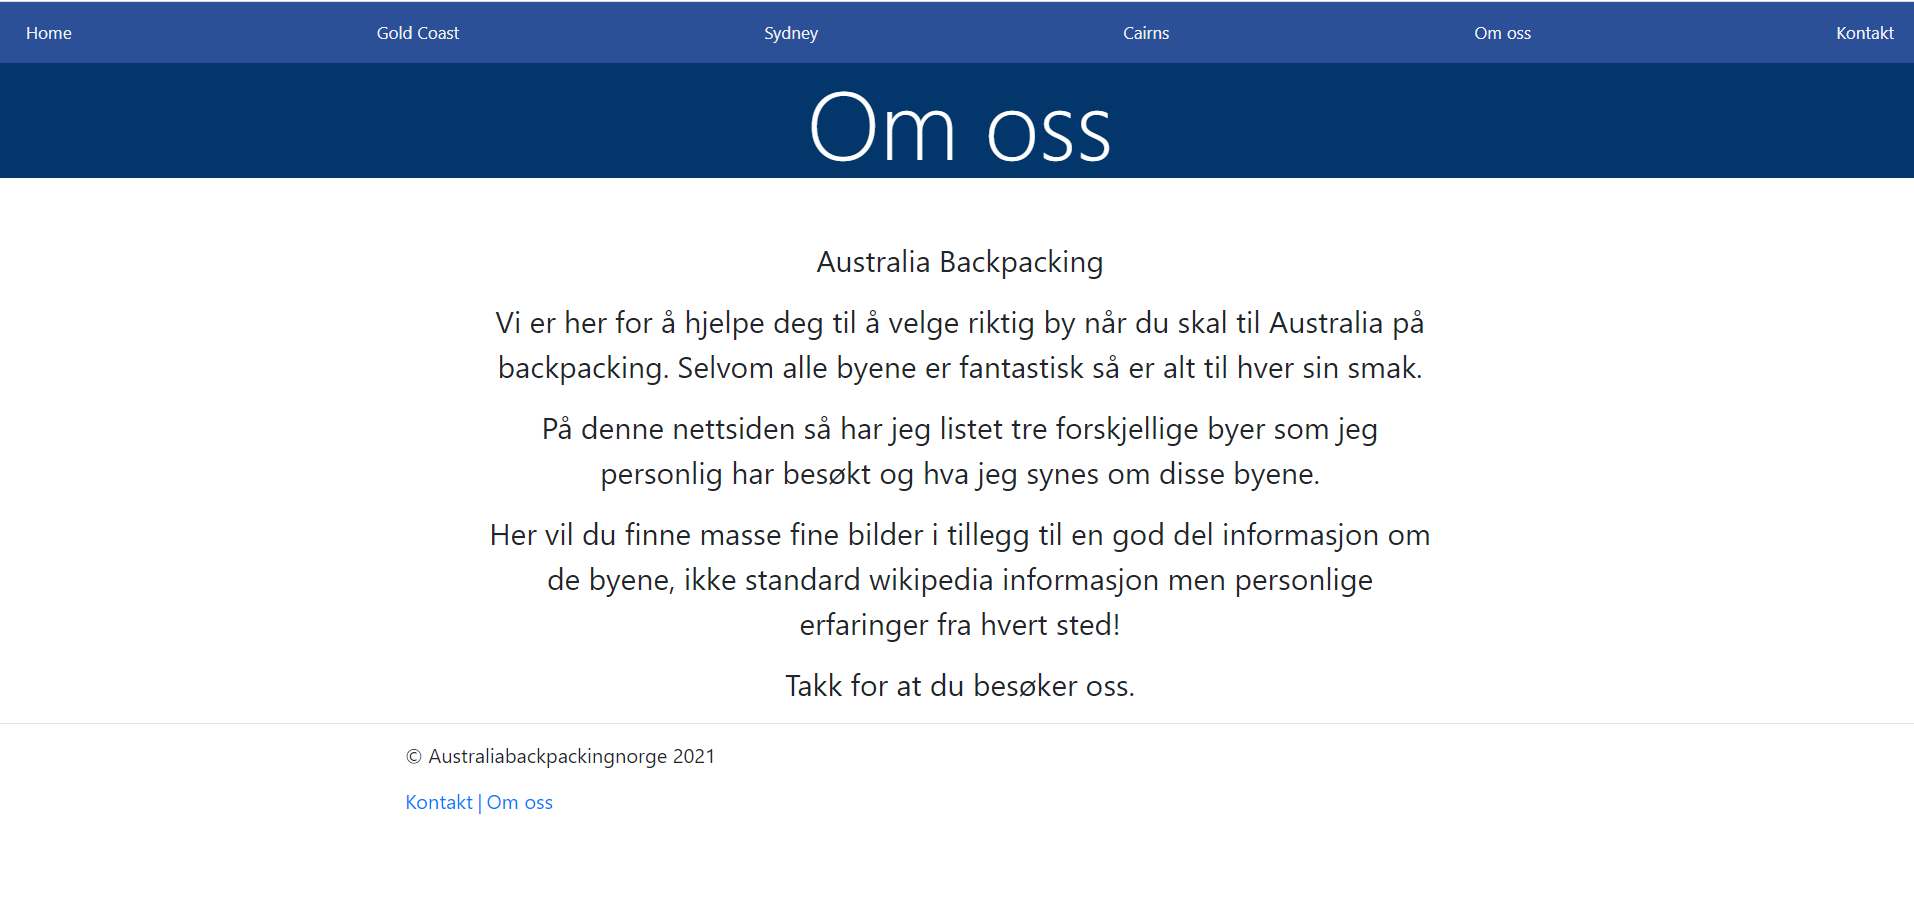 Home Gold Coast Sydney Cairns Om oss Kontakt
Om oss
Australia Backpacking
Vi er her for å hjelpe deg til å velge riktig by når du skal til Australia på
backpacking. Selvom alle byene er fantastisk så er alt til hver sin smak.
På denne nettsiden så har jeg listet tre forskjellige byer som jeg
personlig har besøkt og hva jeg synes om disse byene.
Her vil du finne masse fine bilder i tillegg til en god del informasjon om
de byene, ikke standard wikipedia informasjon men personlige
erfaringer fra hvert sted!
Takk for at du besøker oss.
© Australiabackpackingnorge 2021
Kontakt | Om oss